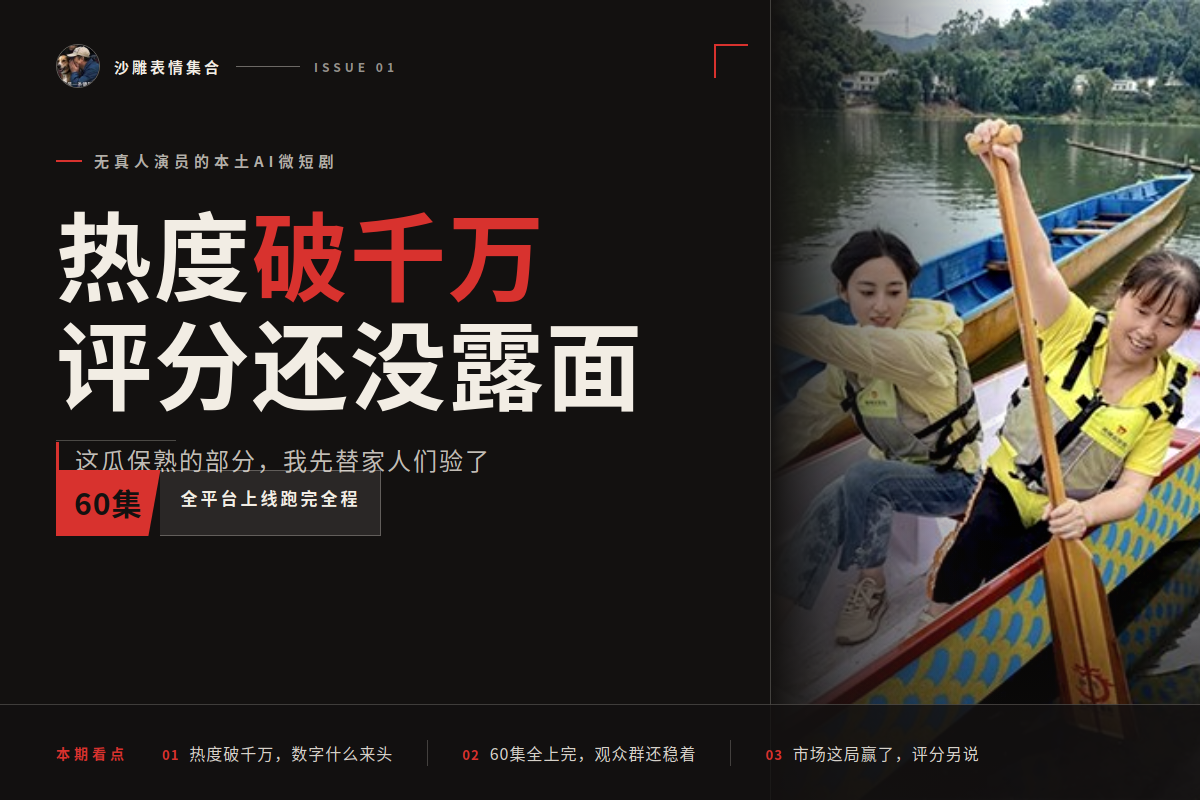 沙雕表情集合
ISSUE 01
无真人演员的本土AI微短剧
热度破千万
评分还没露面
这瓜保熟的部分，我先替家人们验了
60集
全平台上线跑完全程
本期看点
01 热度破千万，数字什么来头
02 60集全上完，观众群还稳着
03 市场这局赢了，评分另说